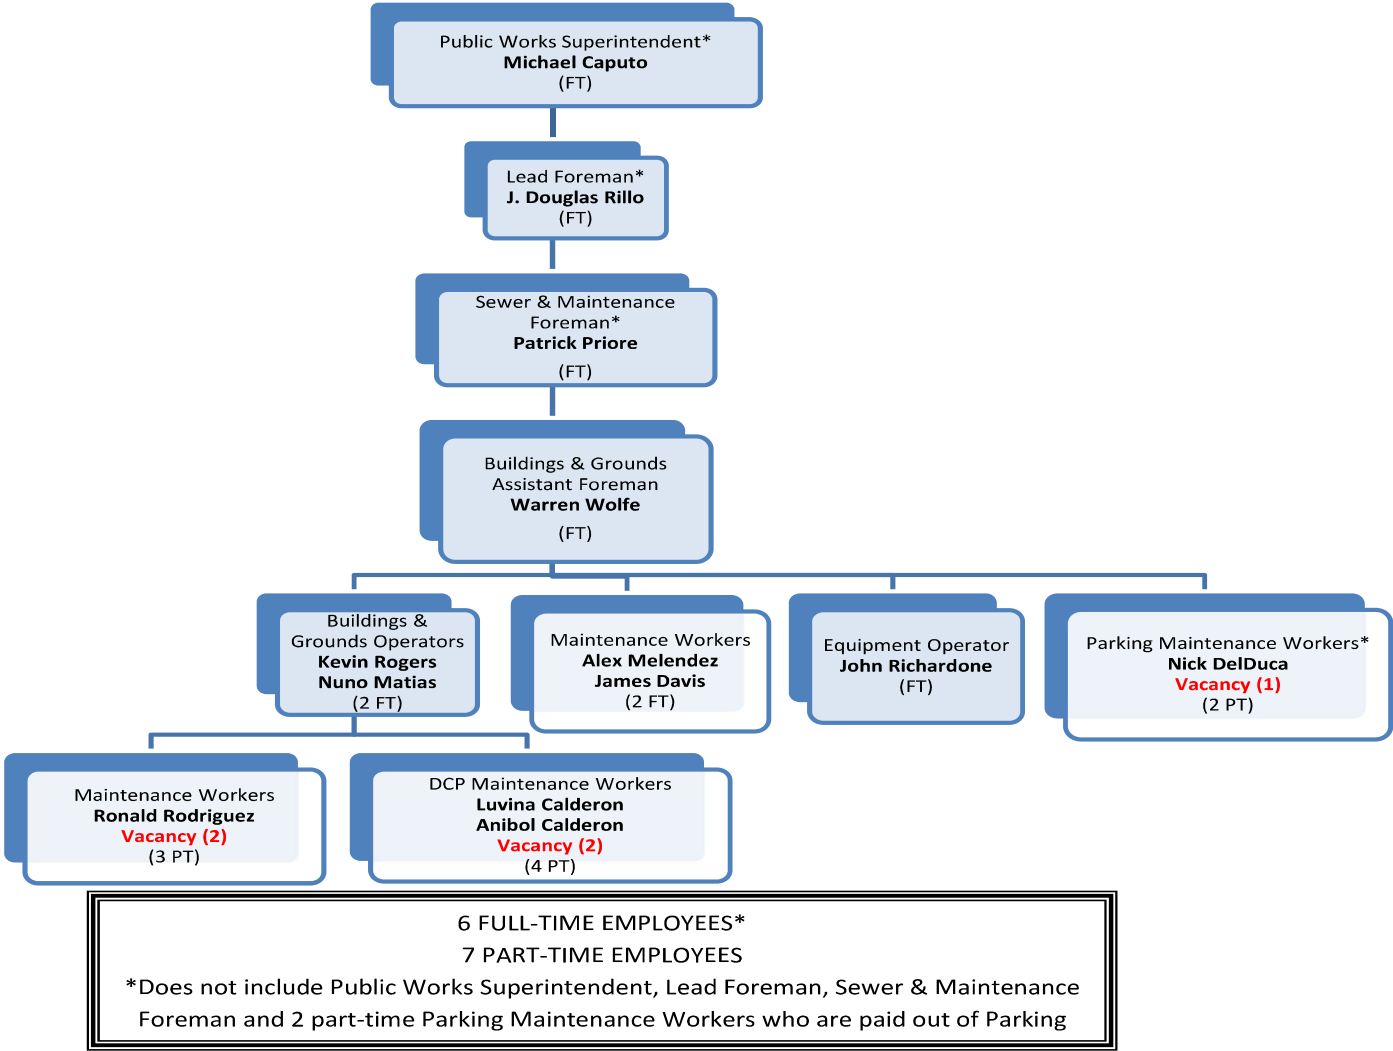 Public Works Superintendent*
Michael Caputo
(FT)
Lead Foreman*
J. Douglas Rillo
(FT)
Sewer & Maintenance
Foreman*
Patrick Priore
(FT)
Buildings & Grounds
Assistant Foreman
Warren Wolfe
(FT)
Buildings &
Grounds Operators
Kevin Rogers
Nuno Matias
(2 FT)
Maintenance Workers
Alex Melendez
James Davis
(2 FT)
Equipment Operator
John Richardone
(FT)
Parking Maintenance Workers*
Nick DelDuca
Vacancy (1)
(2 PT)
Maintenance Workers
Ronald Rodriguez
Vacancy (2)
(3 PT)
DCP Maintenance Workers
Luvina Calderon
Anibol Calderon
Vacancy (2)
(4 PT)
6 FULL-TIME EMPLOYEES*
7 PART-TIME EMPLOYEES
*Does not include Public Works Superintendent, Lead Foreman, Sewer & Maintenance
Foreman and 2 part-time Parking Maintenance Workers who are paid out of Parking